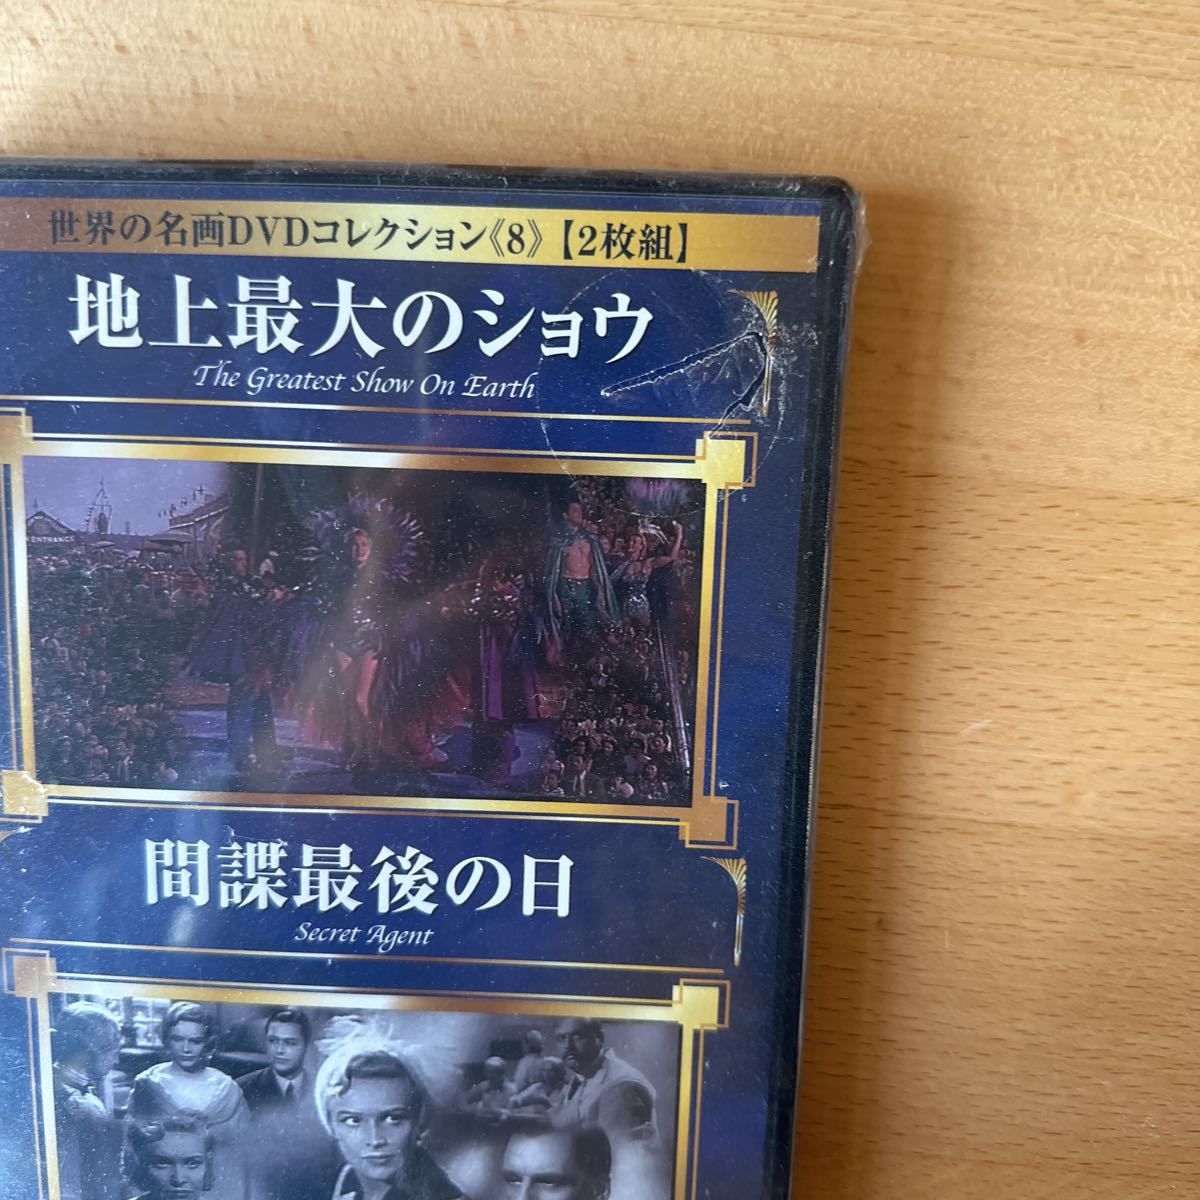 世界の名画DVDコレクション《8》【2枚組】
地上最大のショウ
The Greatest Show On Earth
ENTRANCE
間諜最後の日
Secret Agent